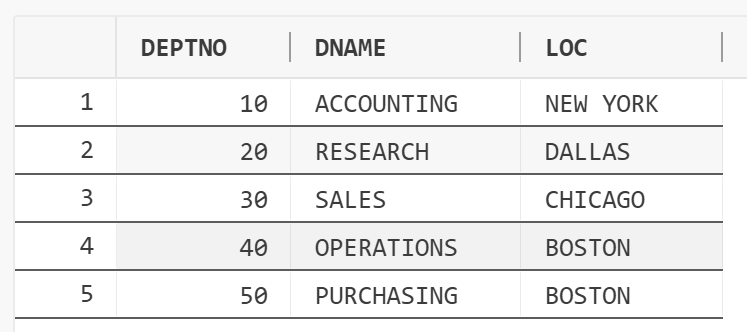 DEPTNO DNAME LOC
1 10 ACCOUNTING NEW YORK
2 20 RESEARCH DALLAS
3 30 SALES CHICAGO
4 40 OPERATIONS BOSTON
5 50 PURCHASING BOSTON